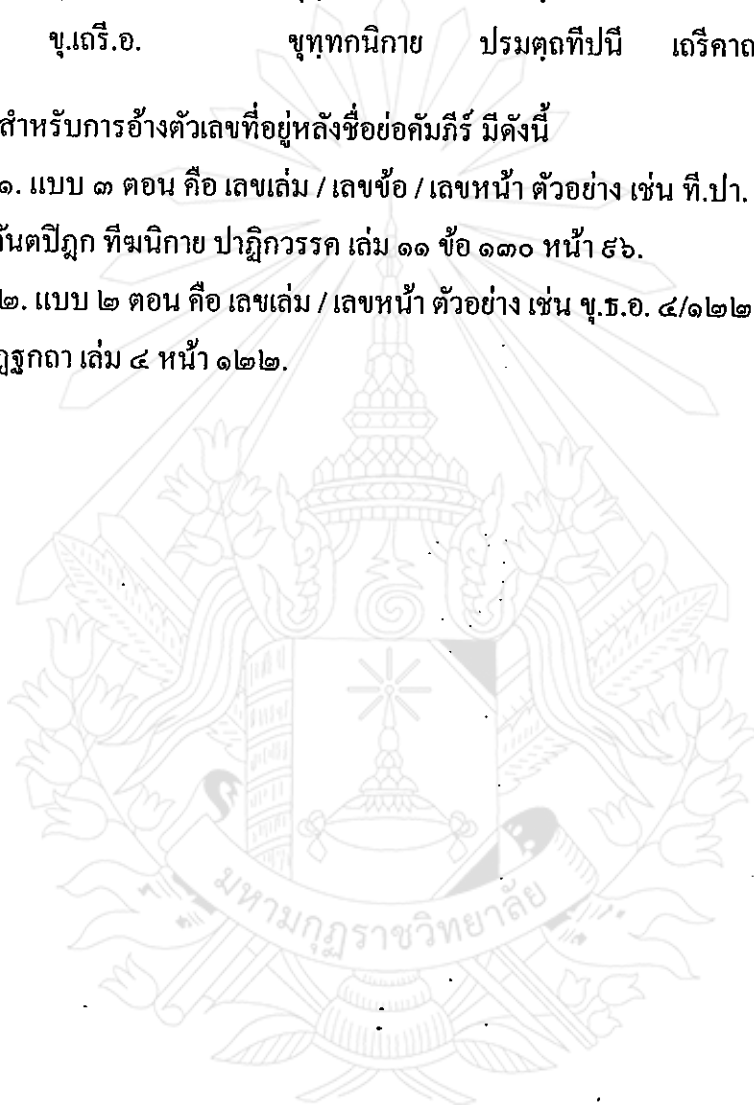 ขุ.เถรี.อ. ขุทฺทกนิกาย ปรมตฺถทีปนี เถรีคาถ
สำหรับการอ้างตัวเลขที่อยู่หลังชื่อย่อคัมภีร์ มีดังนี้
๑. แบบ ๓ ตอน คือ เลขเล่ม / เลขข้อ / เลขหน้า ตัวอย่าง เช่น ที.ปา.
ันตปิฎก ทีฆนิกาย ปาฏิกวรรค เล่ม ๑๑ ข้อ ๑๓๐ หน้า ๙๖.
๒. แบบ ๒ ตอน คือ เลขเล่ม / เลขหน้า ตัวอย่าง เช่น ขุ.ธ.อ. ๔/๑๒๒
ฏฺฐกถา เล่ม ๔ หน้า ๑๒๒.
มหามกุฏราชวิทยาลัย